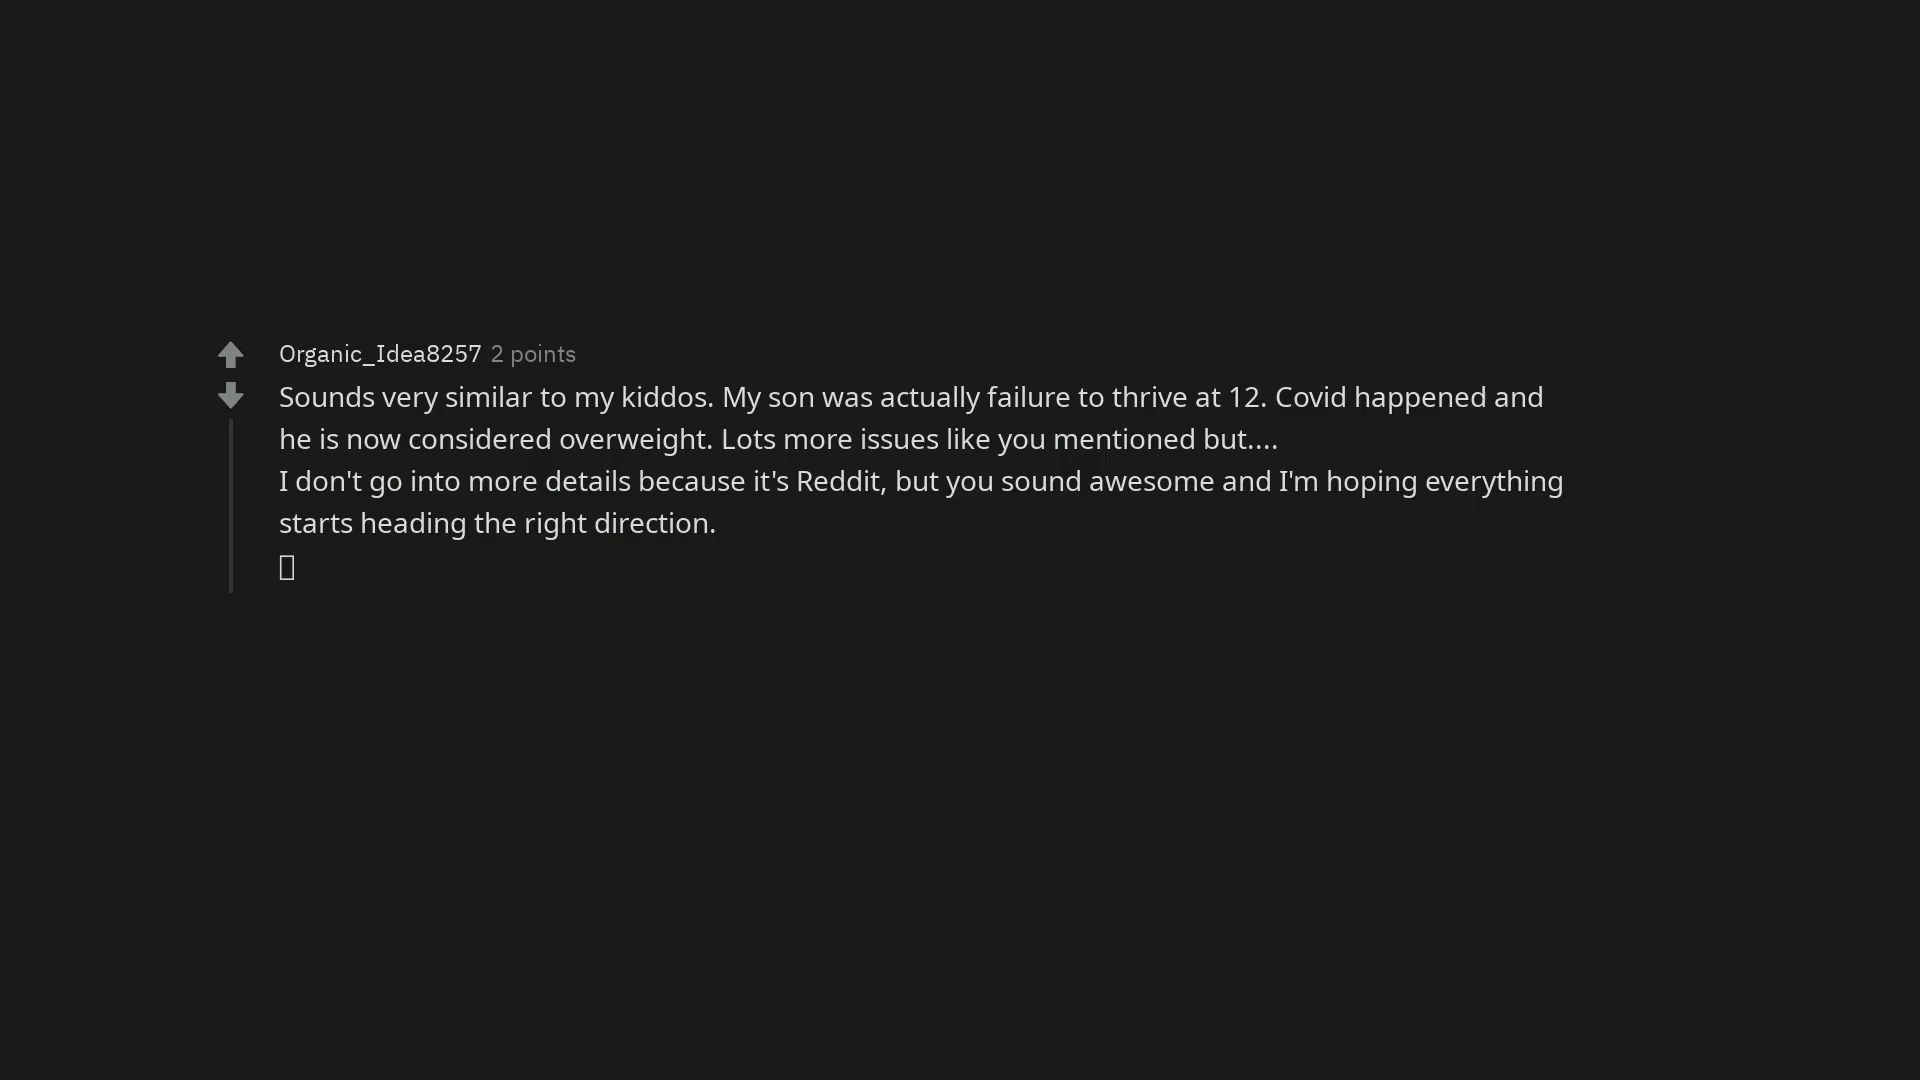 Organic_Idea8257 2 points
Sounds very similar to my kiddos. My son was actually failure to thrive at 12. Covid happened and
he is now considered overweight. Lots more issues like you mentioned but....
I don't go into more details because it's Reddit, but you sound awesome and I'm hoping everything
starts heading the right direction.